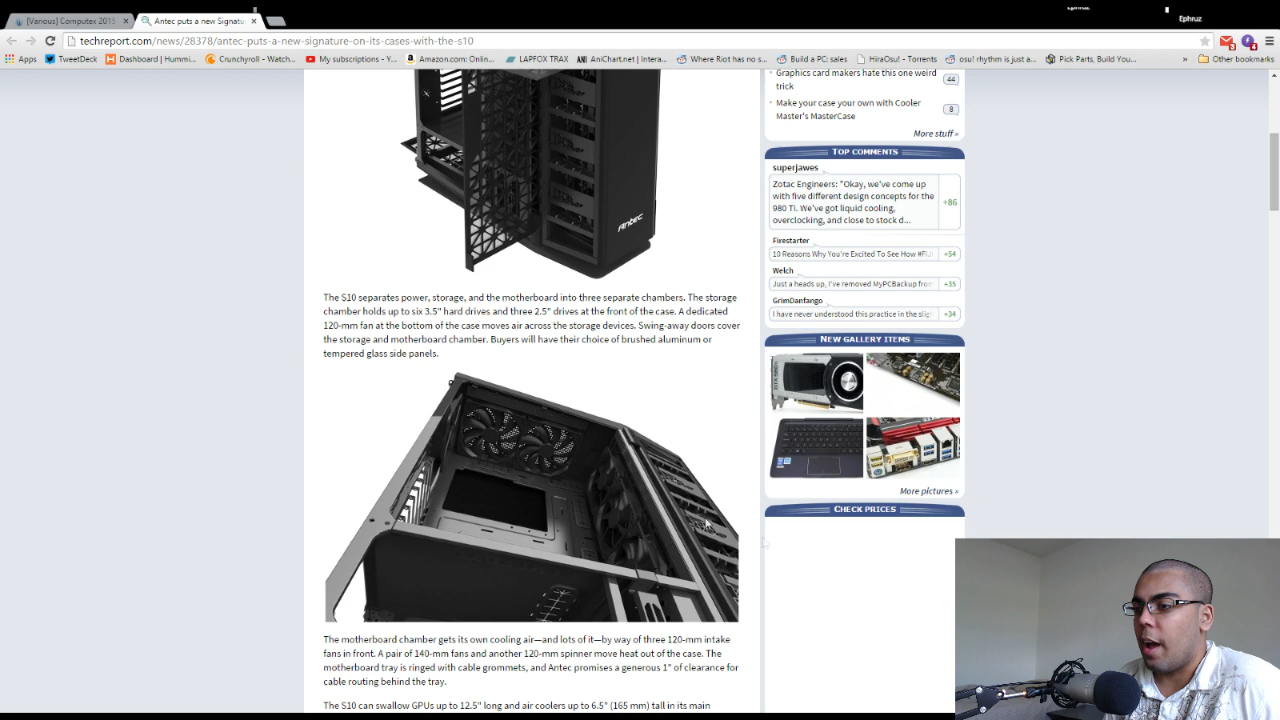 Ephruz
[Various] Computex 2015
Antec puts a new Signatu
techreport.com/news/28378/antec-puts-a-new-signature-on-its-cases-with-the-s10
Apps
TweetDeck
Dashboard | Hummi...
Crunchyroll - Watch...
My subscriptions - Y...
Amazon.com: Onlin...
LAPFOX TRAX
AniChart.net | Intera...
Where Riot has no s...
Build a PC: sales
HiraOsu! - Torrents
osu! rhythm is just a...
Pick Parts, Build You...
»
Other bookmarks
Graphics card makers hate this one weird
trick
44
Make your case your own with Cooler
Master's MasterCase
8
More stuff »
Antec
TOP COMMENTS
superjawes
Zotac Engineers: "Okay, we've come up
with five different design concepts for the
980 Ti. We've got liquid cooling,
overclocking, and close to stock d...
+86
Firestarter
10 Reasons Why You're Excited To See How #FIJI
+54
Welch
Just a heads up, I've removed MyPCBackup from
+35
GrimDanfango
I have never understood this practice in the slig
+34
The S10 separates power, storage, and the motherboard into three separate chambers. The storage
chamber holds up to six 3.5" hard drives and three 2.5" drives at the front of the case. A dedicated
120-mm fan at the bottom of the case moves air across the storage devices. Swing-away doors cover
the storage and motherboard chamber. Buyers will have their choice of brushed aluminum or
tempered glass side panels.
NEW GALLERY ITEMS
More pictures »
CHECK PRICES
The motherboard chamber gets its own cooling air—and lots of it—by way of three 120-mm intake
fans in front. A pair of 140-mm fans and another 120-mm spinner move heat out of the case. The
motherboard tray is ringed with cable grommets, and Antec promises a generous 1" of clearance for
cable routing behind the tray.
The S10 can swallow GPUs up to 12.5" long and air coolers up to 6.5" (165 mm) tall in its main